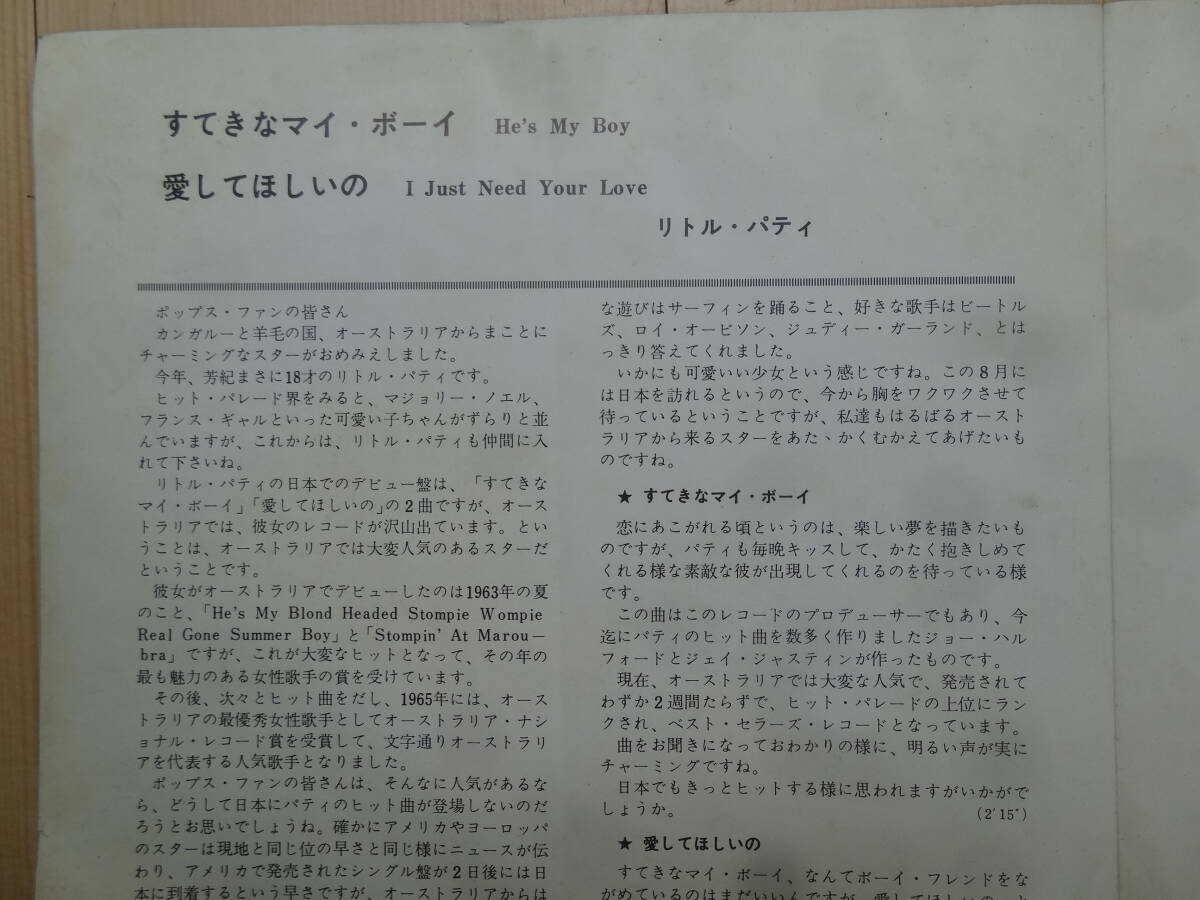 すてきなマイ・ボーイ He's My Boy
愛してほしいの I Just Need Your Love
リトル・パティ
ポップス・ファンの皆さん
カンガルーと羊毛の国、オーストラリアからまことに
チャーミングなスターがおめみえしました。
今年、芳紀まさに18才のリトル・パティです。
ヒット・パレード界をみると、マジョリー・ノエル、
フランス・ギャルといった可愛い子ちゃんがずらりと並
んでいますが、これからは、リトル・パティも仲間に入
れて下さいね。
リトル・パティの日本でのデビュー盤は、「すてきな
マイ・ボーイ」「愛してほしいの」の2曲ですが、オース
トラリアでは、彼女のレコードが沢山出ています。とい
うことは、オーストラリアでは大変人気のあるスターだ
ということです。
彼女がオーストラリアでデビューしたのは1963年の夏
のこと、「He's My Blond Headed Stompie Wompie
Real Gone Summer Boy」と「Stompin' At Marou—
bra」ですが、これが大変なヒットとなって、その年の
最も魅力のある女性歌手の賞を受けています。
その後、次々とヒット曲をだし、1965年には、オース
トラリアの最優秀女性歌手としてオーストラリア・ナシ
ョナル・レコード賞を受賞して、文字通りオーストラリ
アを代表する人気歌手となりました。
ポップス・ファンの皆さんは、そんなに人気があるな
ら、どうして日本にパティのヒット曲が登場しないのだ
ろうとお思いでしょうね。確かにアメリカやヨーロッパ
のスターは現地と同じ位の早さと同じ様にニュースが伝
わり、アメリカで発売されたシングル盤が2日後には日
本に到着するという早さですが、オーストラリアからは
な遊びはサーフィンを踊ること、好きな歌手はビートル
ズ、ロイ・オービソン、ジュディー・ガーランド、とは
っきり答えてくれました。
いかにも可愛いい少女という感じですね。この8月に
は日本を訪れるというので、今から胸をワクワクさせて
待っているということですが、私達もはるばるオースト
ラリアから来るスターをあたゝかくむかえてあげたいも
のですね。
★ すてきなマイ・ボーイ
恋にあこがれる頃というのは、楽しい夢を描きたいも
のですが、パティも毎晩キッスして、かたく抱きしめて
くれる様な素敵な彼が出現してくれるのを待っている様
です。
この曲はこのレコードのプロデューサーでもあり、今
迄にパティのヒット曲を数多く作りましたジョー・ハル
フォードとジェイ・ジャスティンが作ったものです。
現在、オーストラリアでは大変な人気で、発売されて
わずか2週間たらずで、ヒット・パレードの上位にラン
クされ、ベスト・セラーズ・レコードとなっています。
曲をお聞きになっておわかりの様に、明るい声が実に
チャーミングですね。
日本でもきっとヒットする様に思われますがいかがで
しょうか。 (2'15")
★ 愛してほしいの
すてきなマイ・ボーイ、なんてボーイ・フレンドをな
がめているのはまだいいんですが、愛してほしいの、と